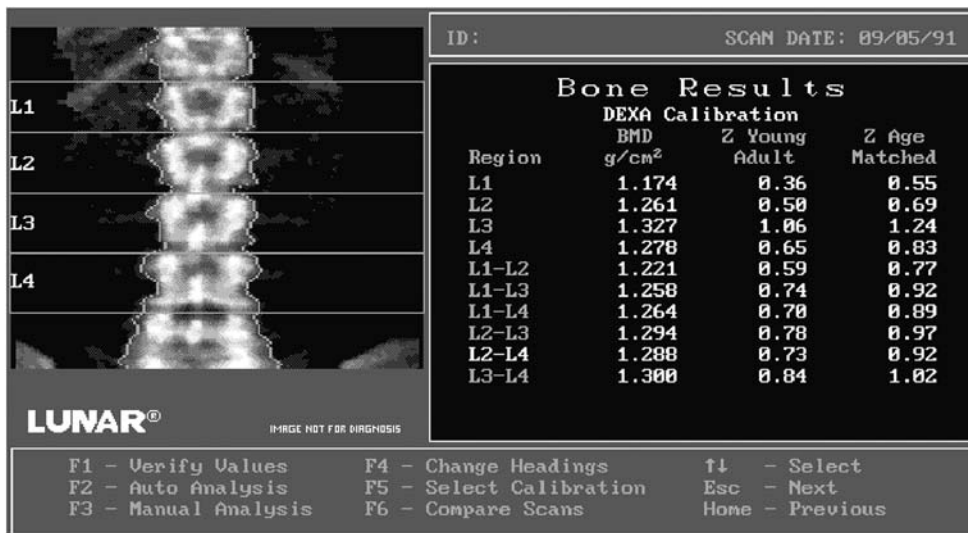 ID: SCAN DATE: 09/05/91
L1
L2
L3
L4
LUNAR®
IMAGE NOT FOR DIAGNOSIS
Bone Results
DEXA Calibration
BMD Z Young Z Age
Region g/cm² Adult Matched
L1 1.174 0.36 0.55
L2 1.261 0.50 0.69
L3 1.327 1.06 1.24
L4 1.278 0.65 0.83
L1-L2 1.221 0.59 0.77
L1-L3 1.258 0.74 0.92
L1-L4 1.264 0.70 0.89
L2-L3 1.294 0.78 0.97
L2-L4 1.288 0.73 0.92
L3-L4 1.300 0.84 1.02
F1 - Verify Values F4 - Change Headings ↑↓ - Select
F2 - Auto Analysis F5 - Select Calibration Esc - Next
F3 - Manual Analysis F6 - Compare Scans Home - Previous